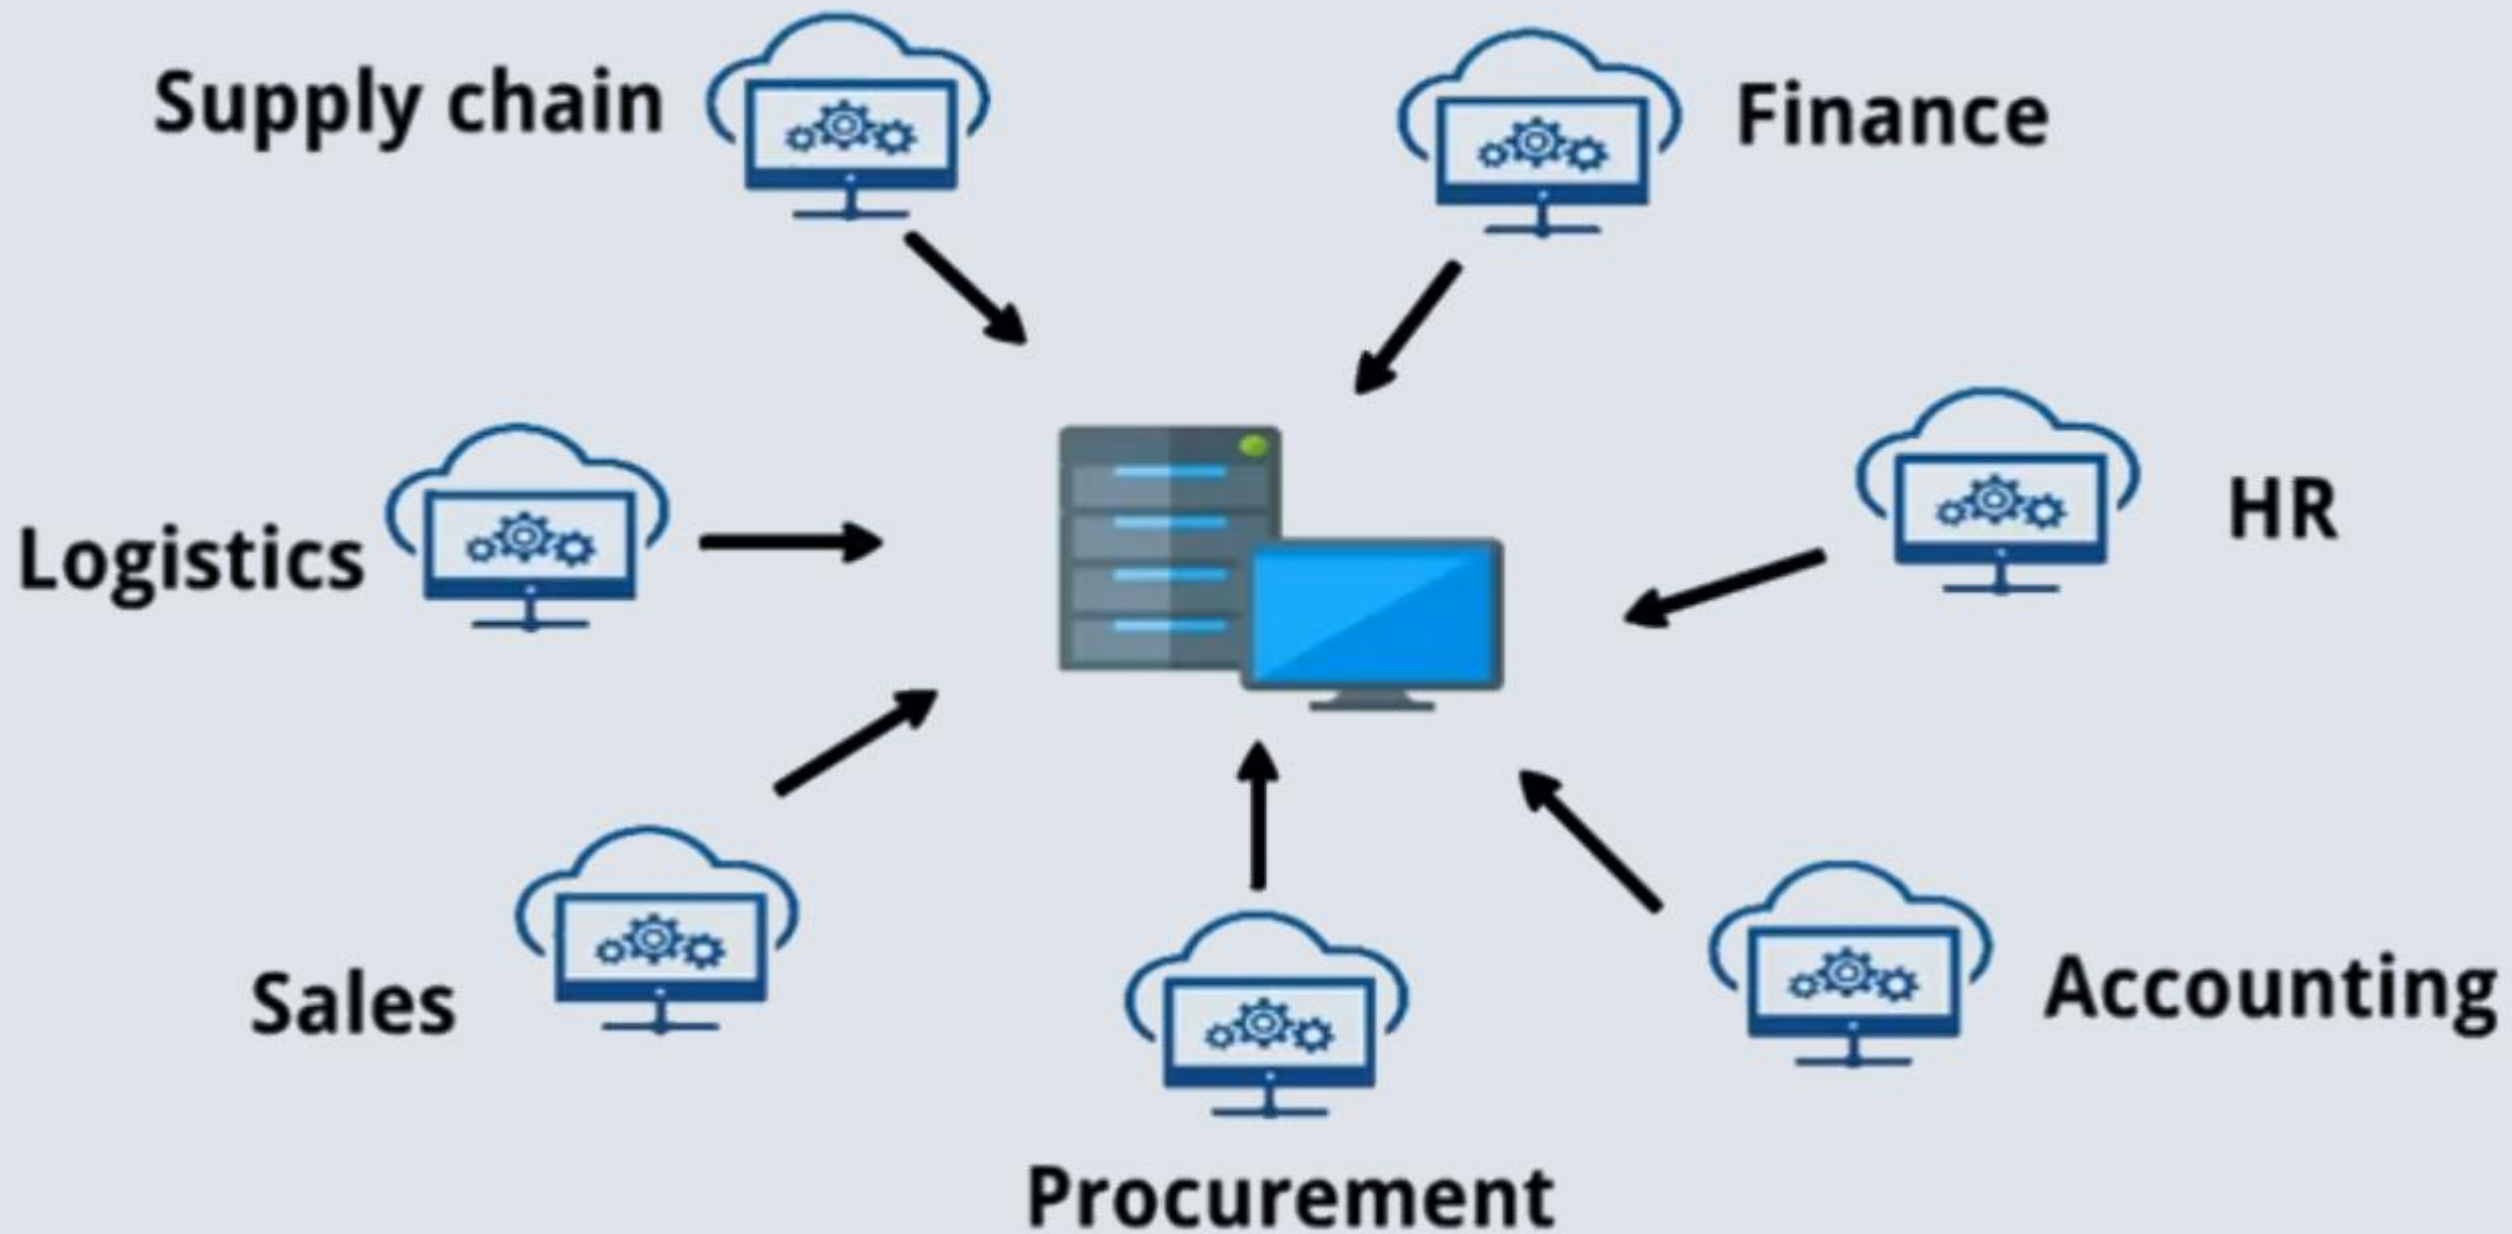 Supply chain
Finance
HR
Logistics
Sales
Accounting
Procurement